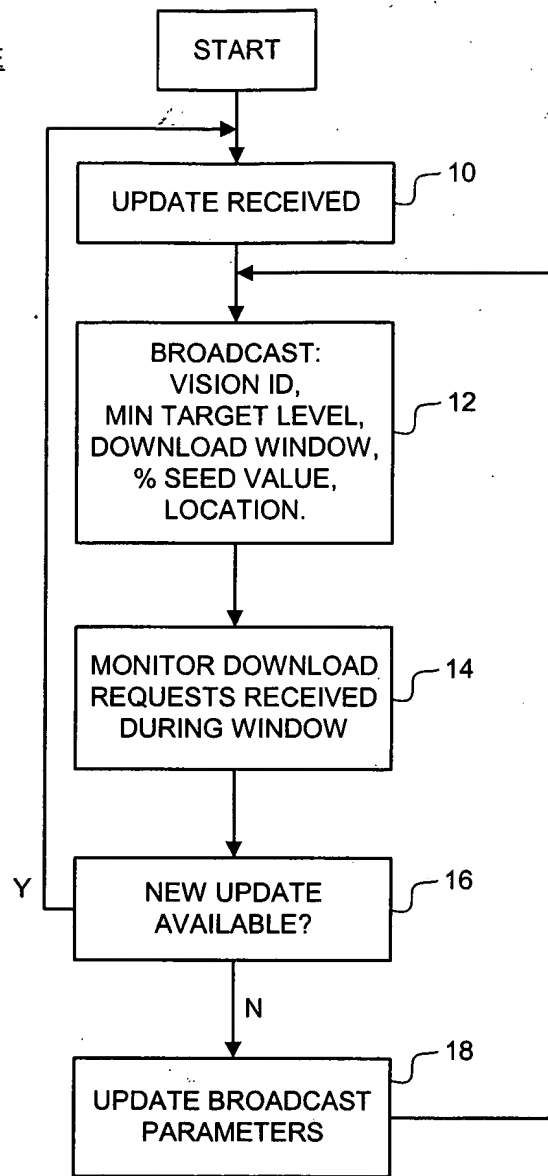 START
UPDATE RECEIVED
10
BROADCAST:
VISION ID,
MIN TARGET LEVEL,
DOWNLOAD WINDOW,
% SEED VALUE,
LOCATION.
12
MONITOR DOWNLOAD
REQUESTS RECEIVED
DURING WINDOW
14
Y
NEW UPDATE
AVAILABLE?
16
N
UPDATE BROADCAST
PARAMETERS
18